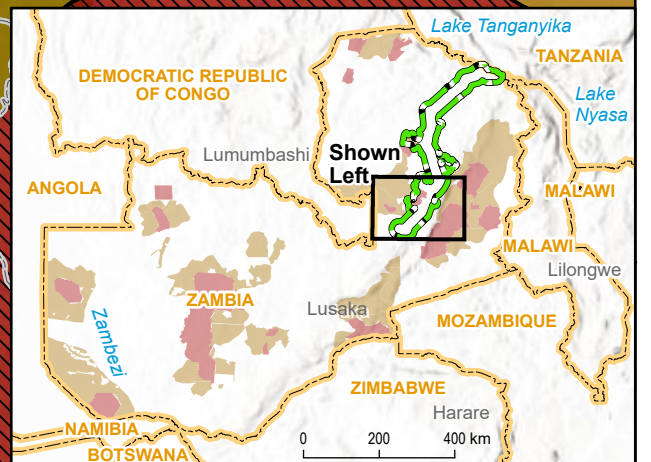 Lake Tanganyika
TANZANIA
DEMOCRATIC REPUBLIC
OF CONGO
Lake
Nyasa
Lumumbashi
Shown
Left
ANGOLA
MALAWI
MALAWI
Lilongwe
ZAMBIA
Lusaka
Zambezi
MOZAMBIQUE
ZIMBABWE
Harare
NAMIBIA
BOTSWANA
0 200 400 km